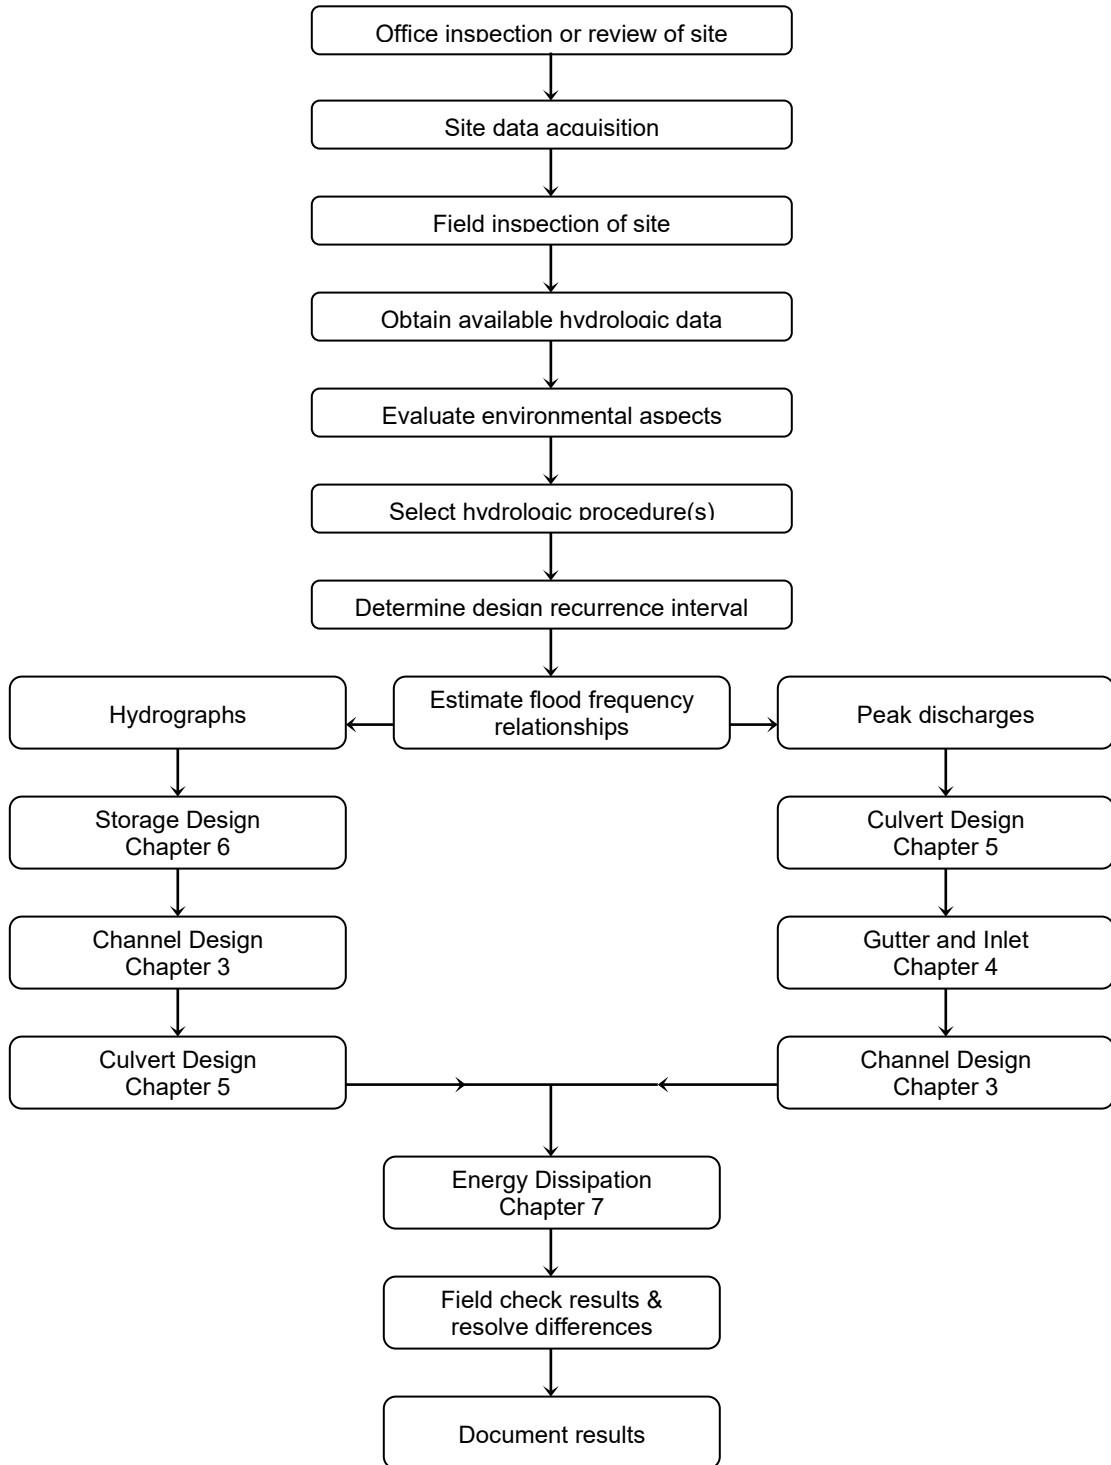 Office inspection or review of site
Site data acquisition
Field inspection of site
Obtain available hydrologic data
Evaluate environmental aspects
Select hydrologic procedure(s)
Determine design recurrence interval
Hydrographs
Estimate flood frequency
relationships
Peak discharges
Storage Design
Chapter 6
Culvert Design
Chapter 5
Channel Design
Chapter 3
Gutter and Inlet
Chapter 4
Culvert Design
Chapter 5
Channel Design
Chapter 3
Energy Dissipation
Chapter 7
Field check results &
resolve differences
Document results